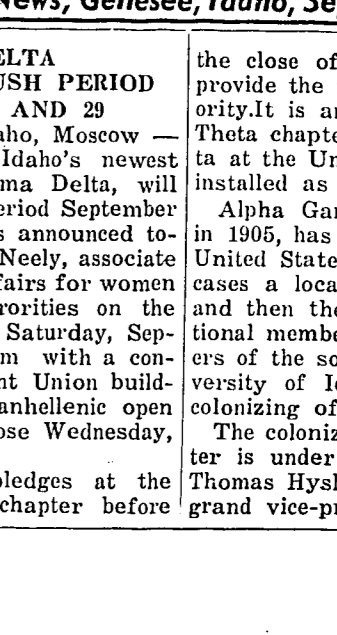 News, Genesee, Idaho, Se
ELTA
USH PERIOD
AND 29
aho, Moscow —
Idaho's newest
ma Delta, will
eriod September
s announced to-
Neely, associate
fairs for women
rorities on the
Saturday, Sep-
m with a con-
nt Union build-
anhellenic open
ose Wednesday,
pledges at the
chapter before
the close of
provide the
ority.It is a
Theta chapte
ta at the Un
installed as
Alpha Ga
in 1905, has
United State
cases a loca
and then the
tional membe
ers of the so
versity of I
colonizing of
The coloniz
ter is under
Thomas Hysl
grand vice-p